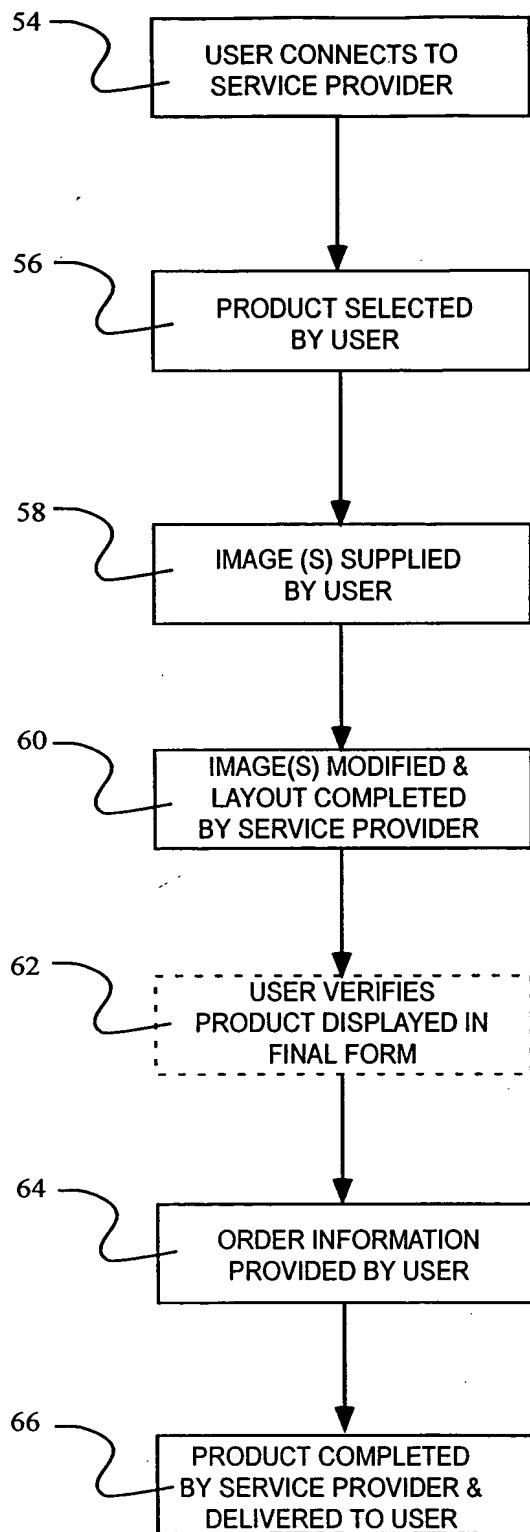 54
USER CONNECTS TO
SERVICE PROVIDER
56
PRODUCT SELECTED
BY USER
58
IMAGE (S) SUPPLIED
BY USER
60
IMAGE(S) MODIFIED &
LAYOUT COMPLETED
BY SERVICE PROVIDER
62
USER VERIFIES
PRODUCT DISPLAYED IN
FINAL FORM
64
ORDER INFORMATION
PROVIDED BY USER
66
PRODUCT COMPLETED
BY SERVICE PROVIDER &
DELIVERED TO USER